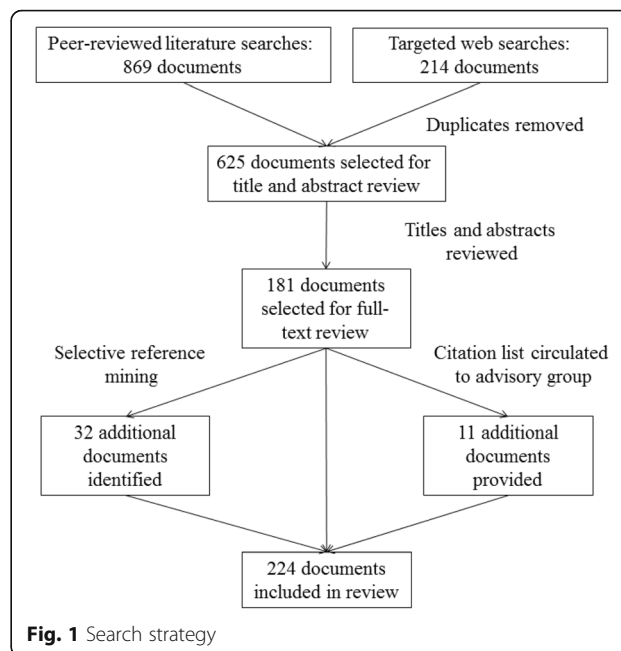 Peer-reviewed literature searches:
869 documents
Targeted web searches:
214 documents
Duplicates removed
625 documents selected for
title and abstract review
Titles and abstracts
reviewed
181 documents
selected for full-
text review
Selective reference
mining
Citation list circulated
to advisory group
32 additional
documents
identified
11 additional
documents
provided
224 documents
included in review
Fig. 1 Search strategy